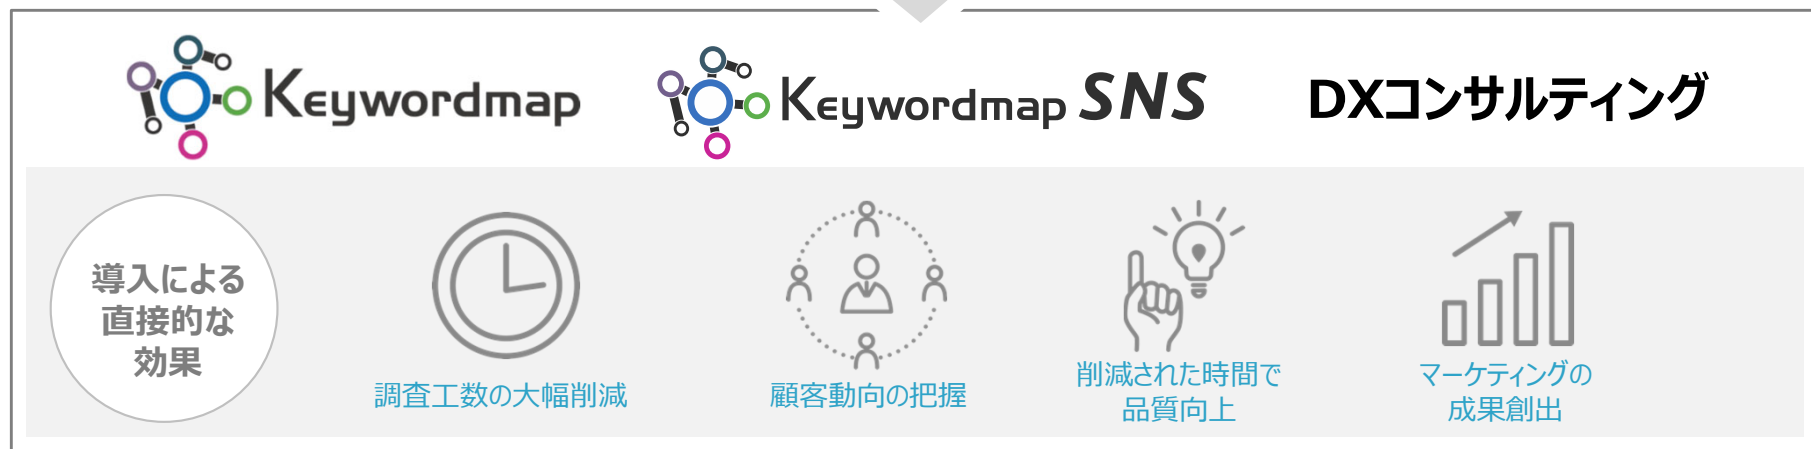 Keywordmap
Keywordmap SNS
DXコンサルティング
導入による
直接的な
効果
調査工数の大幅削減
顧客動向の把握
削減された時間で
品質向上
マーケティングの
成果創出